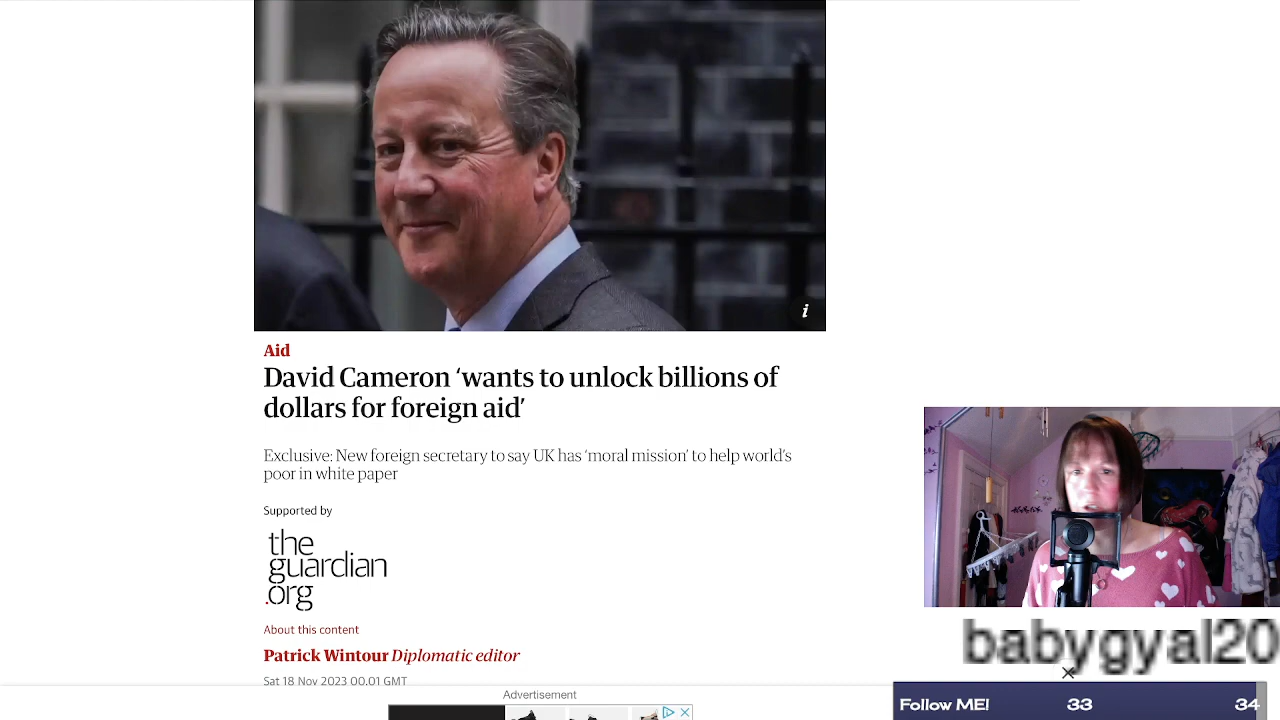 i
Aid
David Cameron ‘wants to unlock billions of
dollars for foreign aid’
Exclusive: New foreign secretary to say UK has ‘moral mission’ to help world’s
poor in white paper
Supported by
the
guardian
.org
About this content
Patrick Wintour Diplomatic editor
Sat 18 Nov 2023 00.01 GMT
Advertisement
babygyal20
Follow ME! 33 34